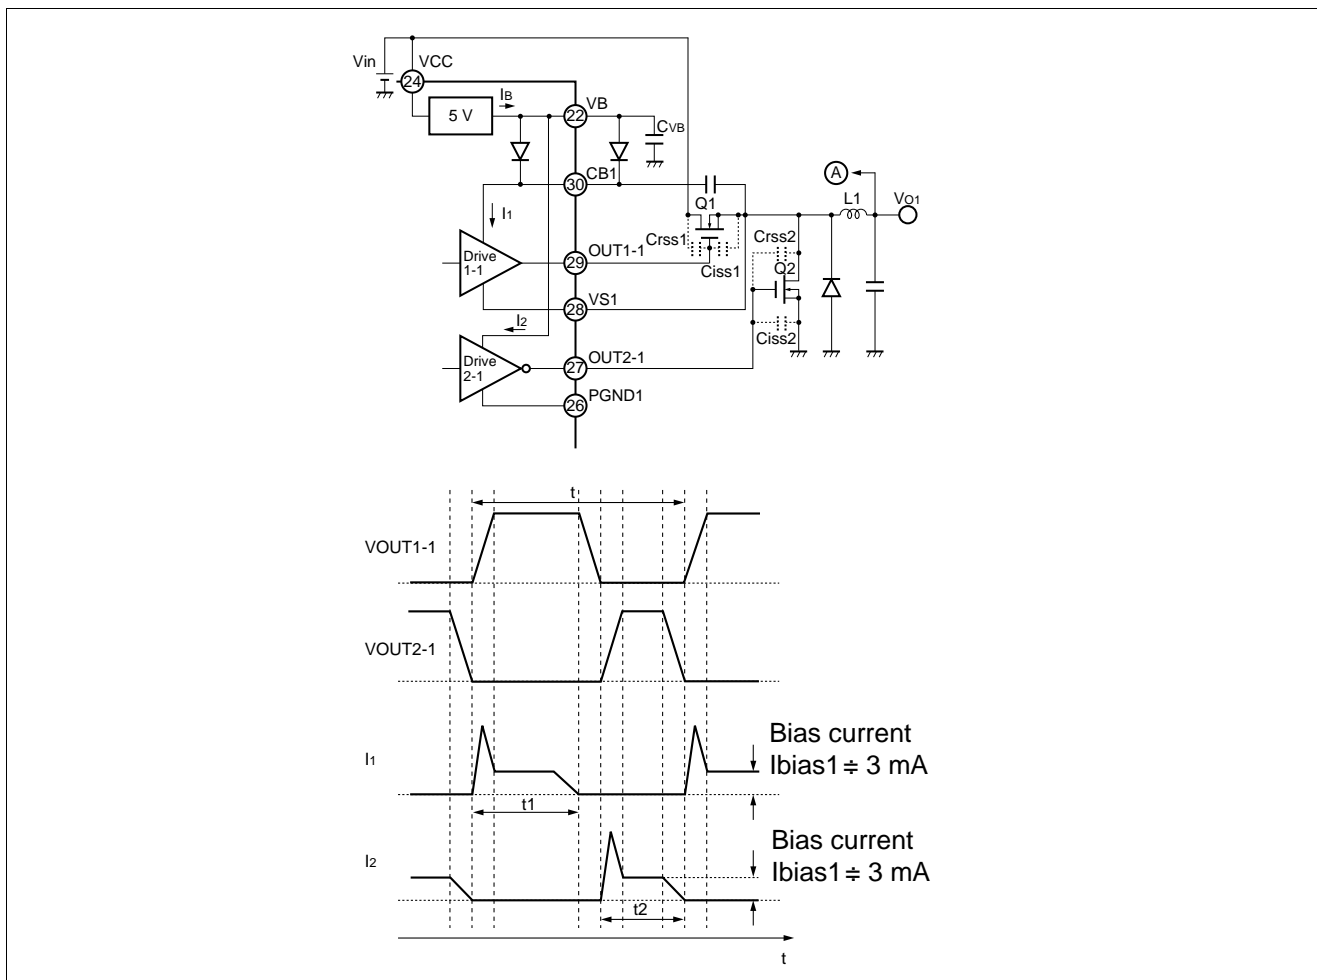 Vin
VCC
24
5 V
IB
VB
22
CVB
CB1
30
I1
Q1
A
L1
VO1
Crss1
Ciss1
Crss2
Q2
Ciss2
Drive
1-1
OUT1-1
29
VS1
28
I2
Drive
2-1
OUT2-1
27
PGND1
26
t
VOUT1-1
VOUT2-1
I1
t1
Bias current
Ibias1 ≑ 3 mA
I2
t2
Bias current
Ibias1 ≑ 3 mA
t